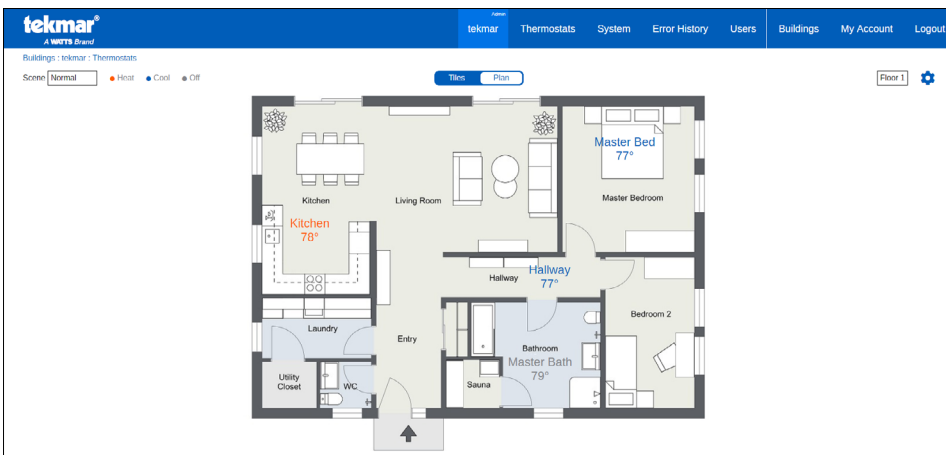 tekmar®
A WATTS Brand
Admin
tekmar Thermostats System Error History Users Buildings My Account Logout
Buildings : tekmar : Thermostats
Scene Normal Heat Cool Off
Tiles Plan
Floor 1
Master Bed
77°
Kitchen
Living Room
Master Bedroom
Kitchen
78°
Hallway
Hallway
77°
Bedroom 2
Laundry
Entry
Bathroom
Master Bath
79°
Utility
Closet
WC
Sauna